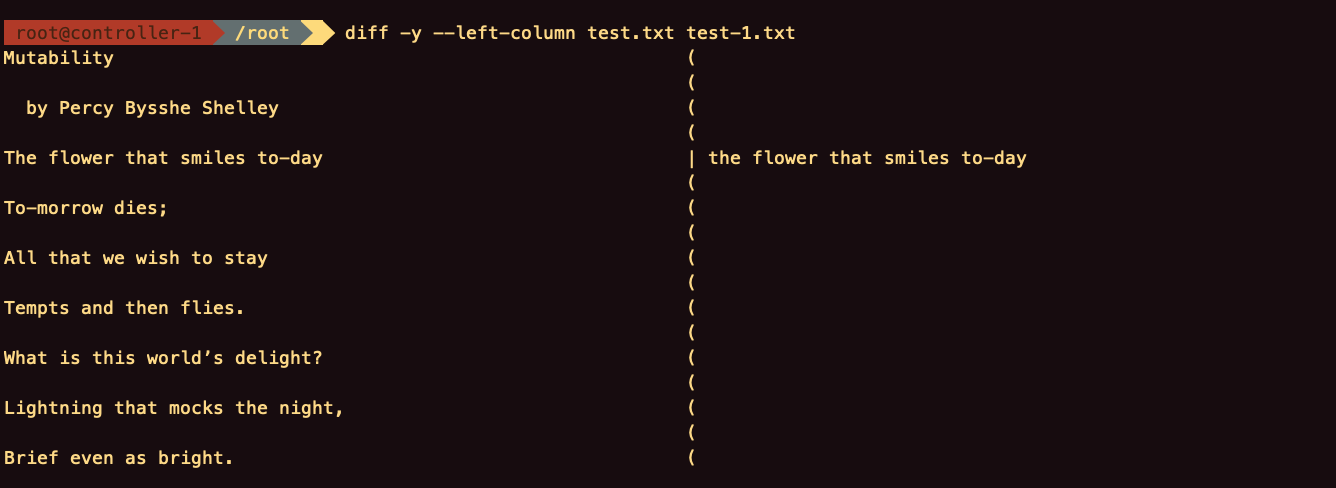 root@controller-1 /root diff -y --left-column test.txt test-1.txt
Mutability (
(
by Percy Bysshe Shelley (
(
The flower that smiles to-day | the flower that smiles to-day
(
To-morrow dies; (
(
All that we wish to stay (
(
Tempts and then flies. (
(
What is this world’s delight? (
(
Lightning that mocks the night, (
(
Brief even as bright. (